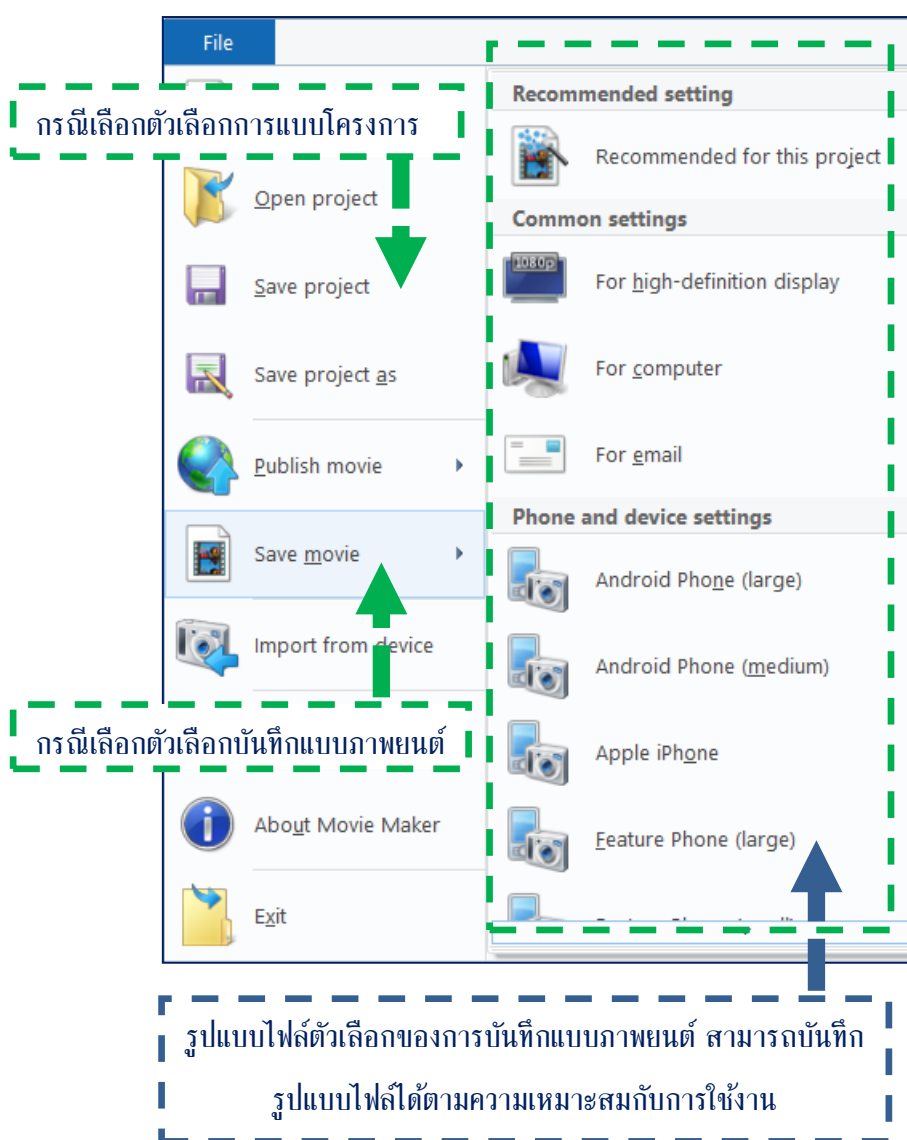 File
กรณีเลือกตัวเลือกการแบบโครงการ
Open project
Save project
Save project as
Publish movie
Save movie
Import from device
กรณีเลือกตัวเลือกบันทึกแบบภาพยนต์
About Movie Maker
Exit
Recommended setting
Recommended for this project
Common settings
1080p
For high-definition display
For computer
For email
Phone and device settings
Android Phone (large)
Android Phone (medium)
Apple iPhone
Feature Phone (large)
รูปแบบไฟล์ตัวเลือกของการบันทึกแบบภาพยนต์ สามารถบันทึก
รูปแบบไฟล์ได้ตามความเหมาะสมกับการใช้งาน